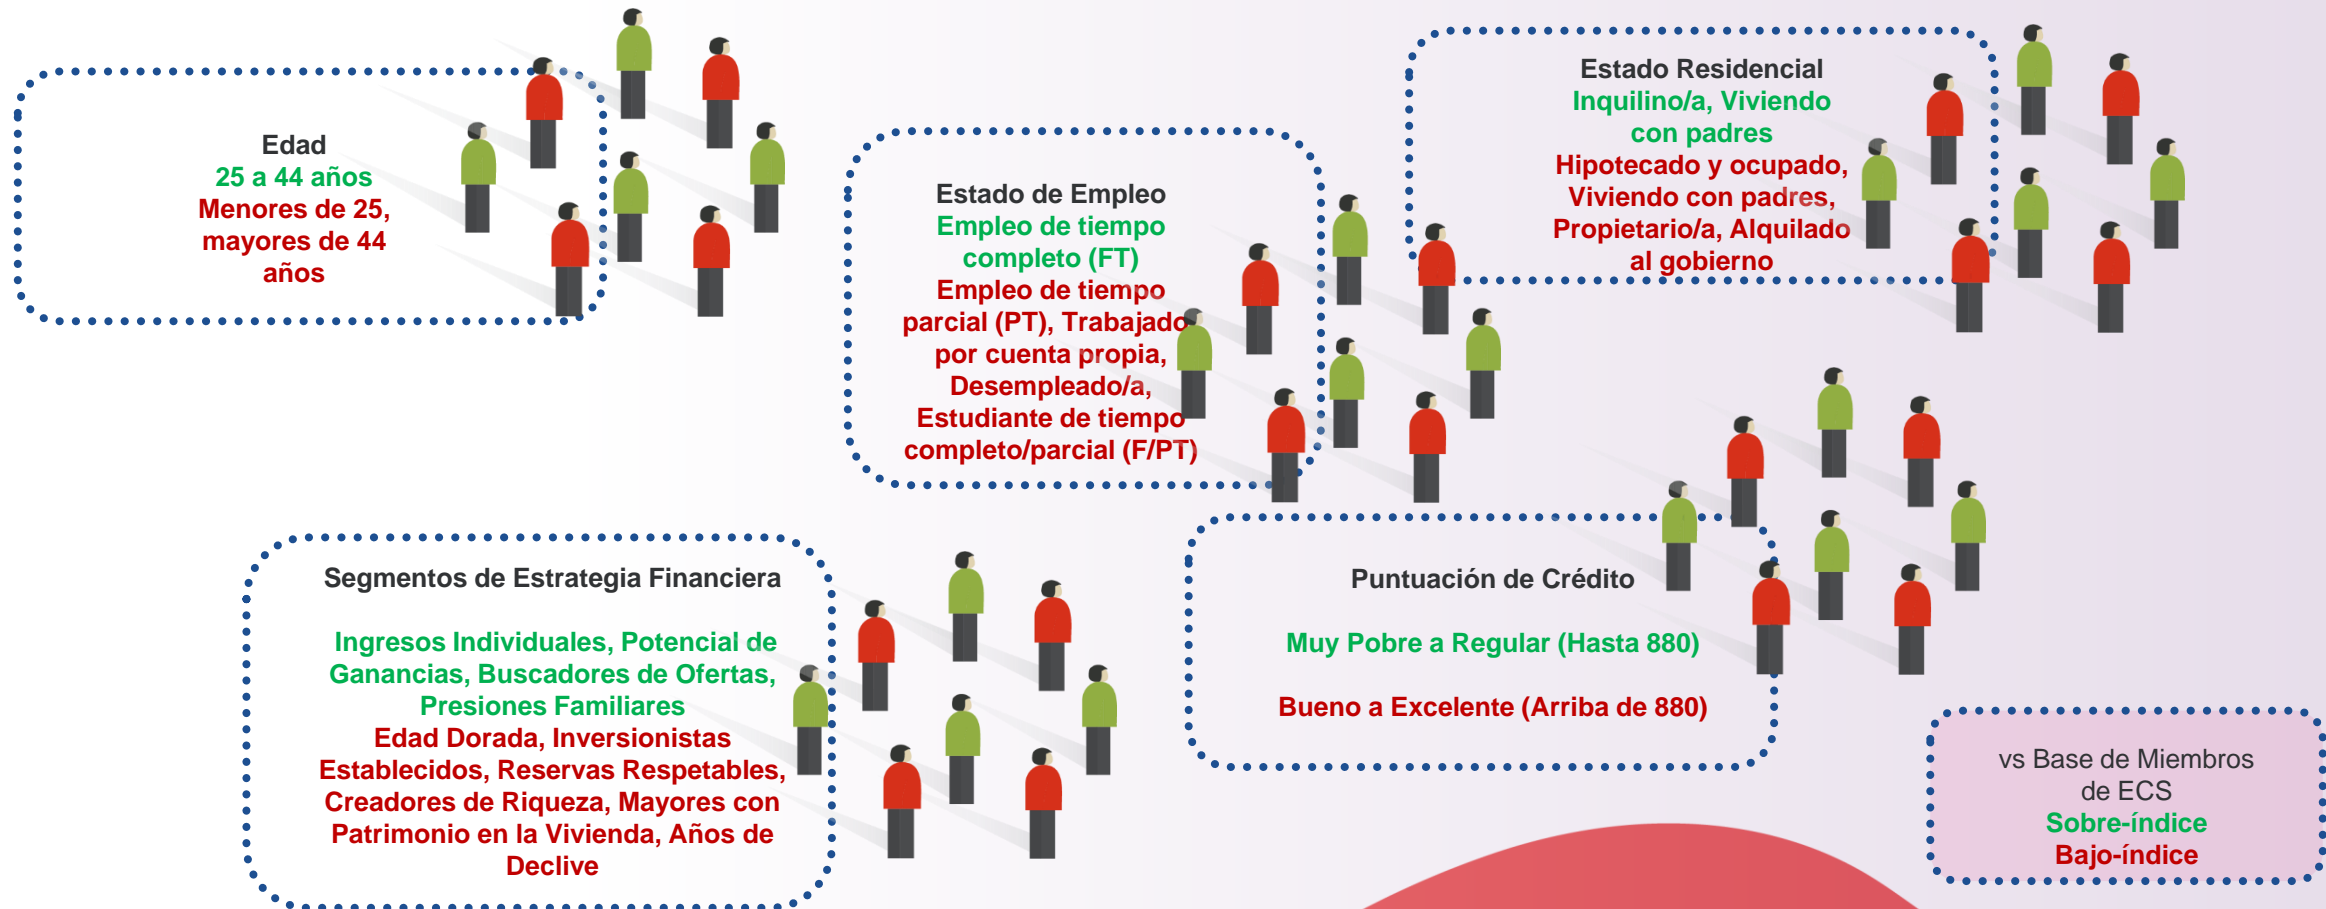 Edad
25 a 44 años
Menores de 25,
mayores de 44
años
Estado de Empleo
Empleo de tiempo
completo (FT)
Empleo de tiempo
parcial (PT), Trabajado
por cuenta propia,
Desempleado/a,
Estudiante de tiempo
completo/parcial (F/PT)
Estado Residencial
Inquilino/a, Viviendo
con padres
Hipotecado y ocupado,
Viviendo con padres,
Propietario/a, Alquilado
al gobierno
Segmentos de Estrategia Financiera
Ingresos Individuales, Potencial de
Ganancias, Buscadores de Ofertas,
Presiones Familiares
Edad Dorada, Inversionistas
Establecidos, Reservas Respetables,
Creadores de Riqueza, Mayores con
Patrimonio en la Vivienda, Años de
Declive
Puntuación de Crédito
Muy Pobre a Regular (Hasta 880)
Bueno a Excelente (Arriba de 880)
vs Base de Miembros
de ECS
Sobre-índice
Bajo-índice